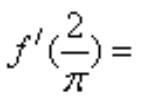 f ′(2/π) =